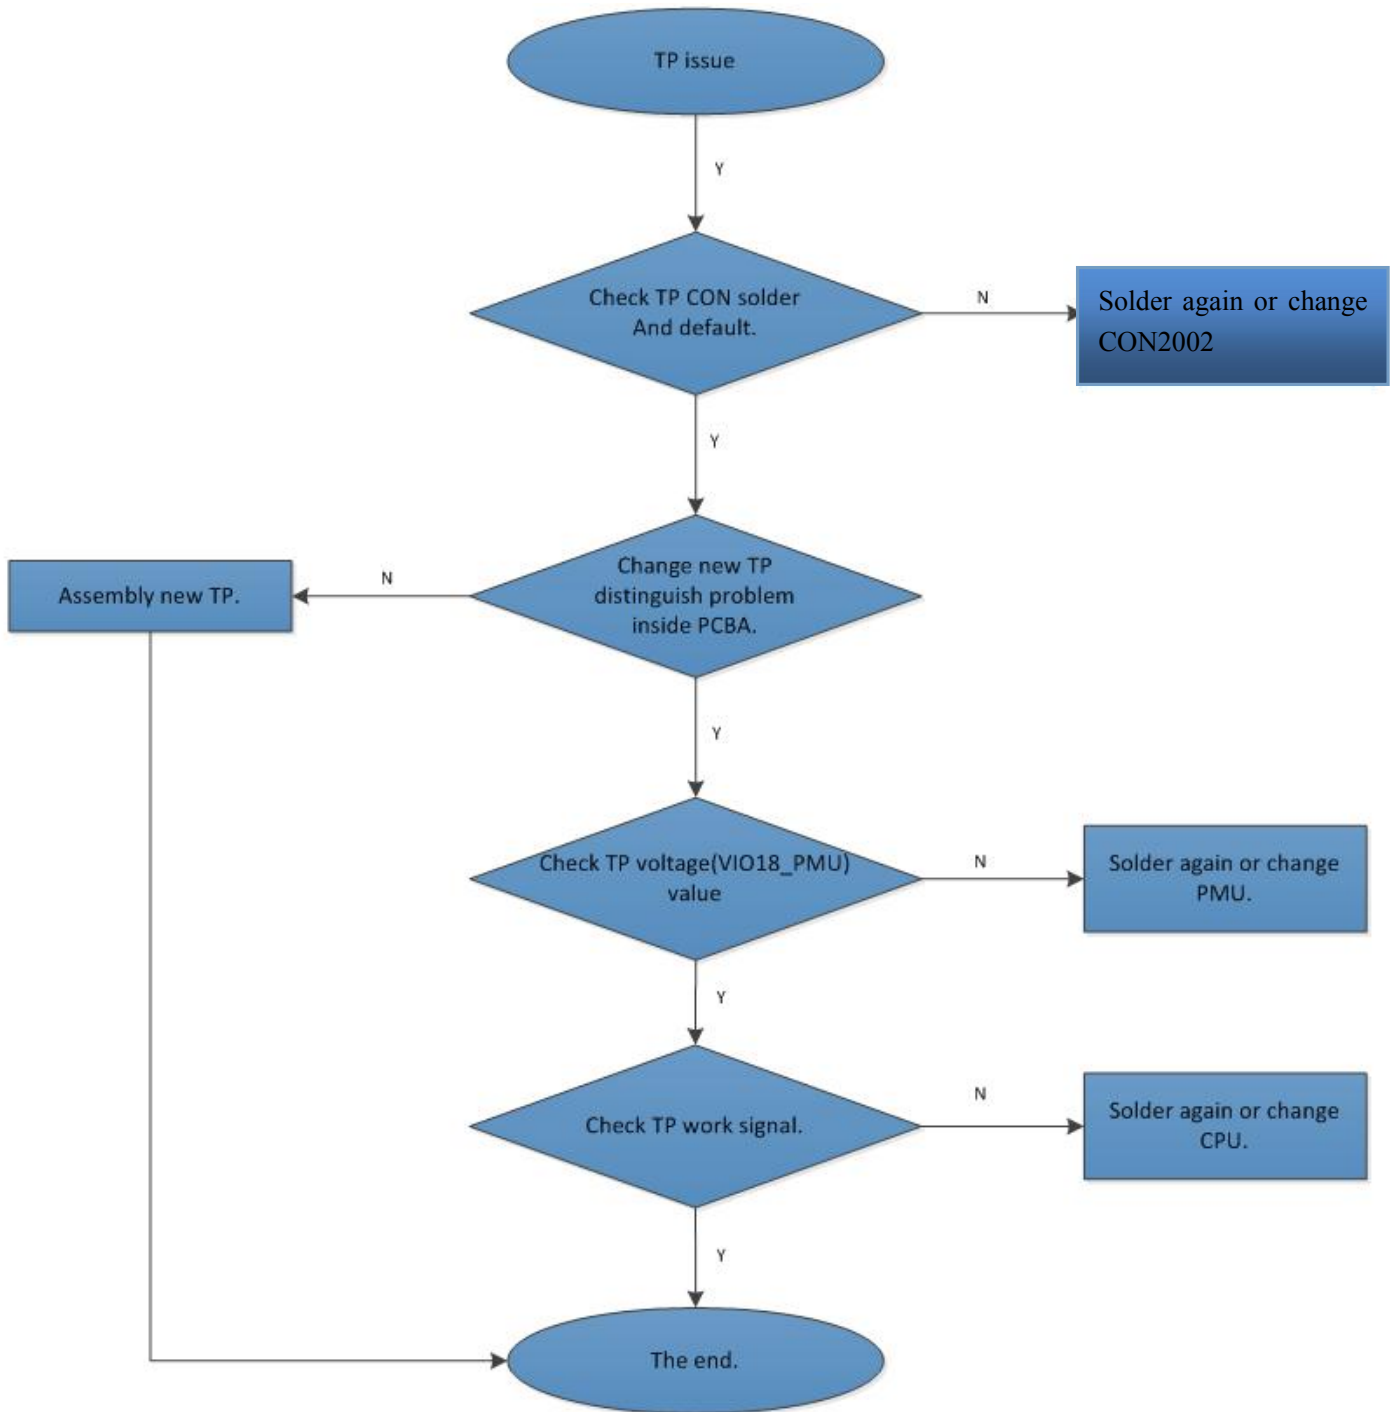 TP issue
Y
Check TP CON solder
And default.
N
Solder again or change
CON2002
Y
Change new TP
distinguish problem
inside PCBA.
N
Assembly new TP.
Y
Check TP voltage(VIO18_PMU)
value
N
Solder again or change
PMU.
Y
Check TP work signal.
N
Solder again or change
CPU.
Y
The end.